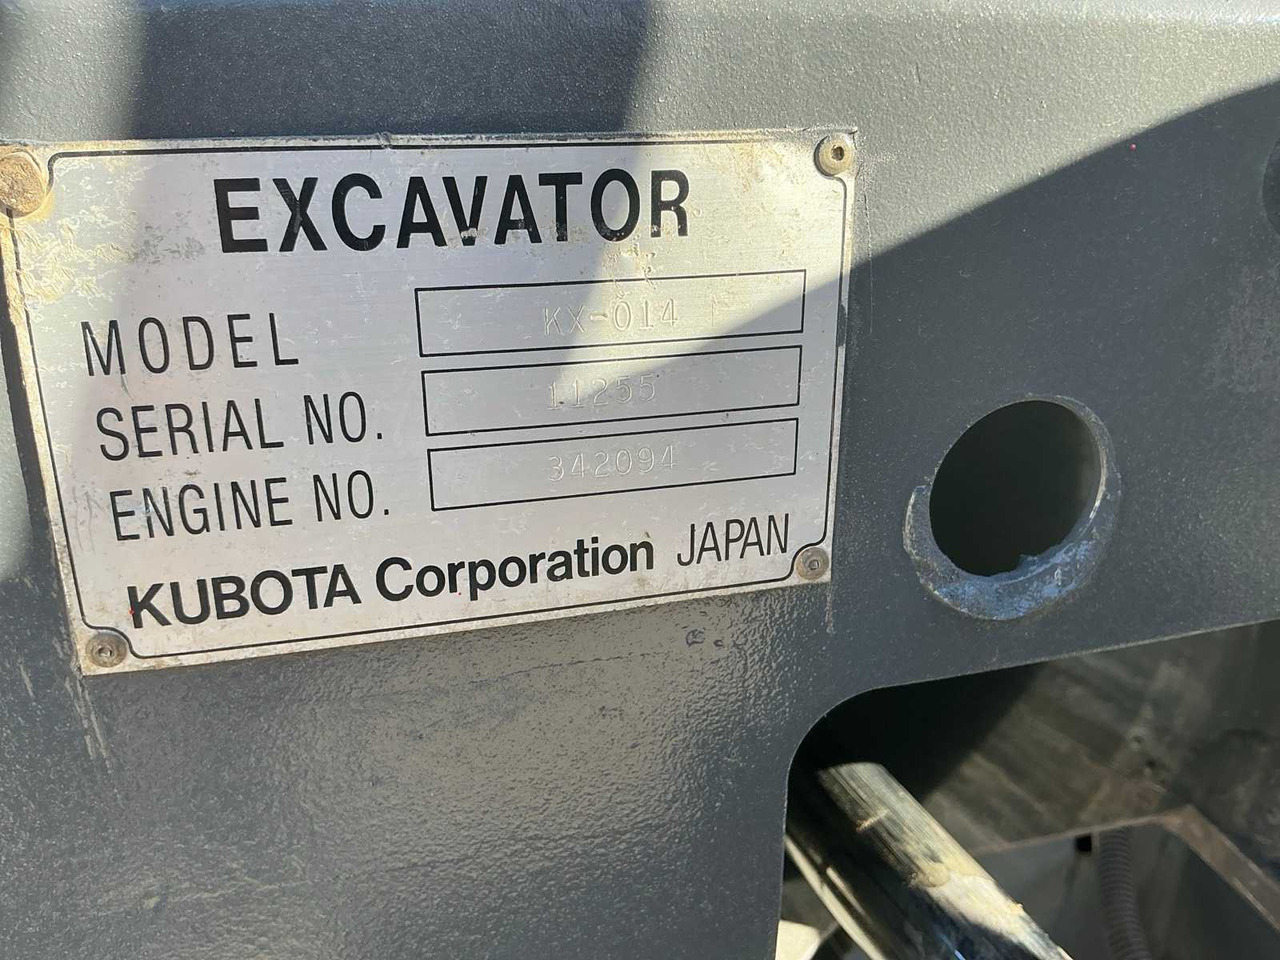 EXCAVATOR
MODEL KX-014
SERIAL NO. 11255
ENGINE NO. 342094
KUBOTA Corporation JAPAN